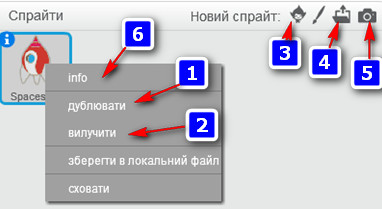 Спрайти
Новий спрайт:
6
3
4
5
info
Spaces
1
дублювати
вилучити
2
зберегти в локальний файл
сховати